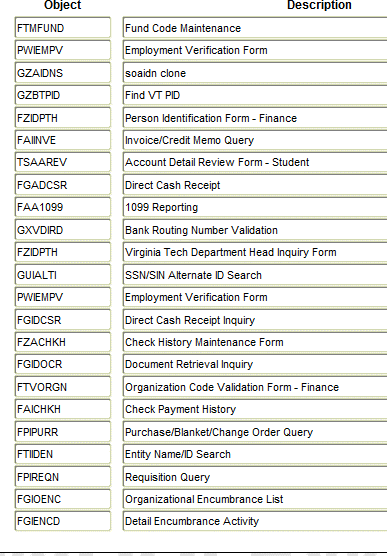 Object Description
FTMFUND Fund Code Maintenance
PWIEMPV Employment Verification Form
GZAIDNS soaidn clone
GZBTPID Find VT PID
FZIDPTH Person Identification Form - Finance
FAIINVE Invoice/Credit Memo Query
TSAAREV Account Detail Review Form - Student
FGADCSR Direct Cash Receipt
FAA1099 1099 Reporting
GXVDIRD Bank Routing Number Validation
FZIDPTH Virginia Tech Department Head Inquiry Form
GUIALTI SSN/SIN Alternate ID Search
PWIEMPV Employment Verification Form
FGIDCSR Direct Cash Receipt Inquiry
FZACHKH Check History Maintenance Form
FGIDOCR Document Retrieval Inquiry
FTVORGN Organization Code Validation Form - Finance
FAICHKH Check Payment History
FPIPURR Purchase/Blanket/Change Order Query
FTIIDEN Entity Name/ID Search
FPIREQN Requisition Query
FGIOENC Organizational Encumbrance List
FGIENCD Detail Encumbrance Activity